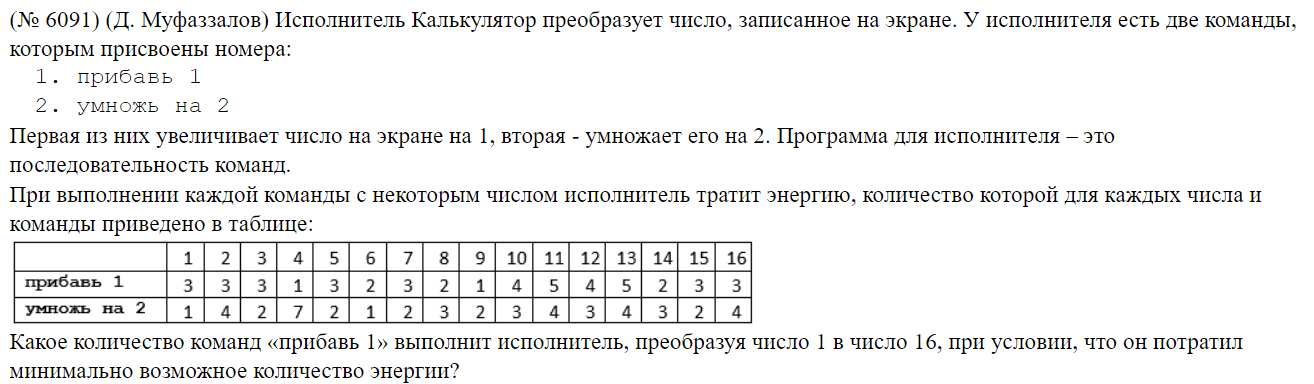 (№ 6091) (Д. Муфаззалов) Исполнитель Калькулятор преобразует число, записанное на экране. У исполнителя есть две команды,
которым присвоены номера:
1. прибавь 1
2. умножь на 2
Первая из них увеличивает число на экране на 1, вторая - умножает его на 2. Программа для исполнителя – это
последовательность команд.
При выполнении каждой команды с некоторым числом исполнитель тратит энергию, количество которой для каждых числа и
команды приведено в таблице:
1 2 3 4 5 6 7 8 9 10 11 12 13 14 15 16
прибавь 1 3 3 3 1 3 2 3 2 1 4 5 4 5 2 3 3
умножь на 2 1 4 2 7 2 1 2 3 2 3 4 3 4 3 2 4
Какое количество команд «прибавь 1» выполнит исполнитель, преобразуя число 1 в число 16, при условии, что он потратил
минимально возможное количество энергии?